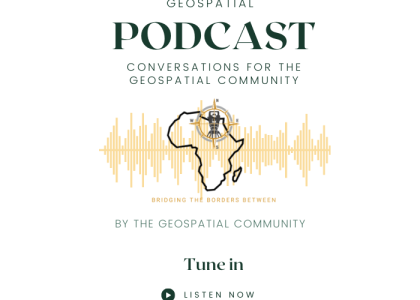 GEOSPATIAL
PODCAST
CONVERSATIONS FOR THE
GEOSPATIAL COMMUNITY
N
W
E
S
BRIDGING THE BORDERS BETWEEN
BY THE GEOSPATIAL COMMUNITY
Tune in
LISTEN NOW